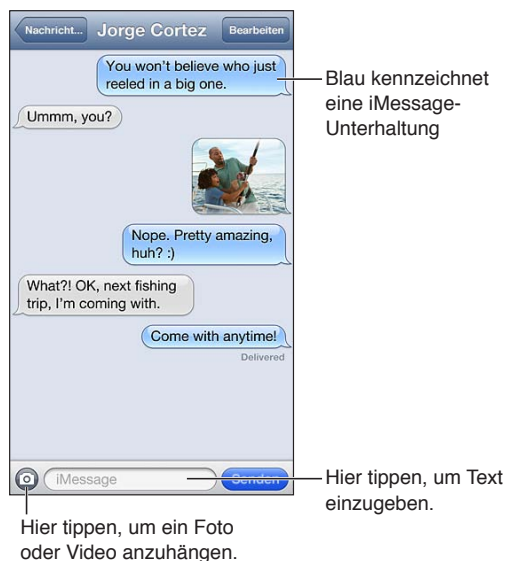 Nachricht... Jorge Cortez Bearbeiten
You won't believe who just
reeled in a big one.
Blau kennzeichnet
eine iMessage-
Unterhaltung
Ummm, you?
Nope. Pretty amazing,
huh? :)
What?! OK, next fishing
trip, I'm coming with.
Come with anytime!
Delivered
iMessage Senden
Hier tippen, um Text
einzugeben.
Hier tippen, um ein Foto
oder Video anzuhängen.